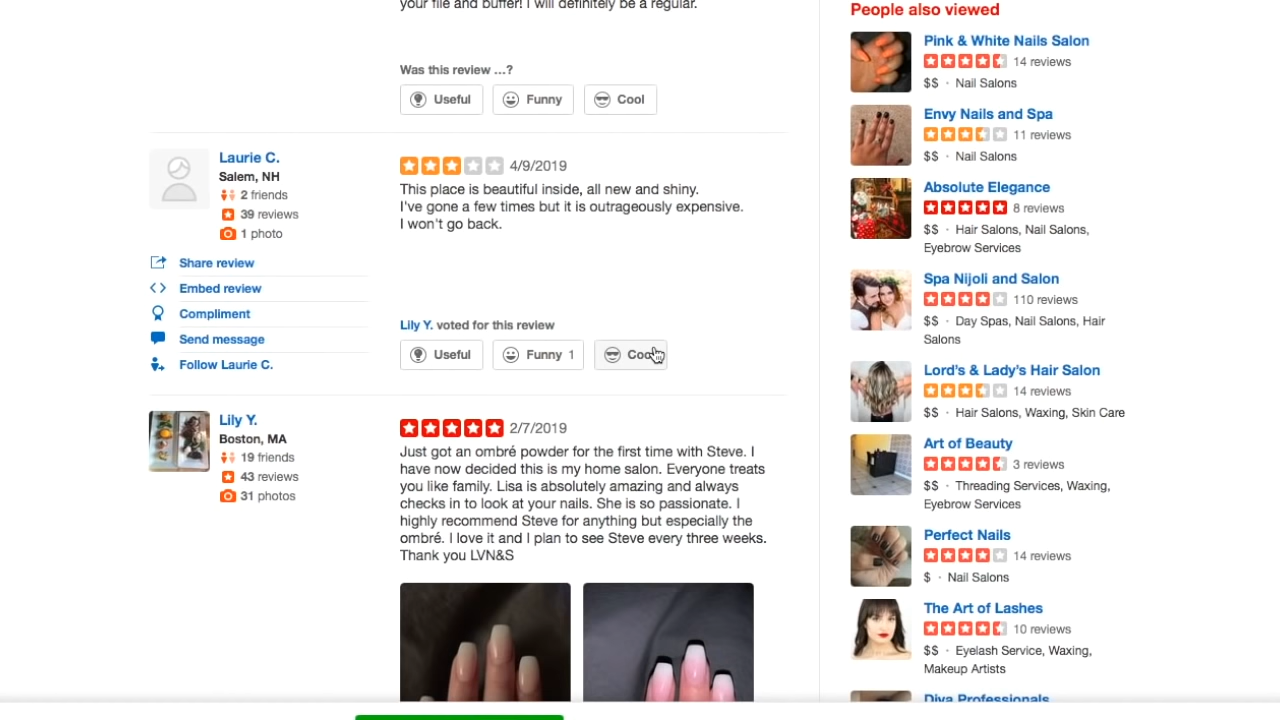 your file and buffer! I will definitely be a regular.
Was this review ...?
Useful
Funny
Cool
Laurie C.
Salem, NH
2 friends
39 reviews
1 photo
Share review
Embed review
Compliment
Send message
Follow Laurie C.
4/9/2019
This place is beautiful inside, all new and shiny.
I've gone a few times but it is outrageously expensive.
I won't go back.
Lily Y. voted for this review
Useful
Funny 1
Lily Y.
Boston, MA
19 friends
43 reviews
31 photos
2/7/2019
Just got an ombré powder for the first time with Steve. I
have now decided this is my home salon. Everyone treats
you like family. Lisa is absolutely amazing and always
checks in to look at your nails. She is so passionate. I
highly recommend Steve for anything but especially the
ombré. I love it and I plan to see Steve every three weeks.
Thank you LVN&S
People also viewed
Pink & White Nails Salon
14 reviews
$$ · Nail Salons
Envy Nails and Spa
11 reviews
$$ · Nail Salons
Absolute Elegance
8 reviews
$$ · Hair Salons, Nail Salons,
Eyebrow Services
Spa Nijoli and Salon
110 reviews
$$ · Day Spas, Nail Salons, Hair
Salons
Lord's & Lady's Hair Salon
14 reviews
$$ · Hair Salons, Waxing, Skin Care
Art of Beauty
3 reviews
$$ · Threading Services, Waxing,
Eyebrow Services
Perfect Nails
14 reviews
$ · Nail Salons
The Art of Lashes
10 reviews
$$ · Eyelash Service, Waxing,
Makeup Artists
Diva Professionals